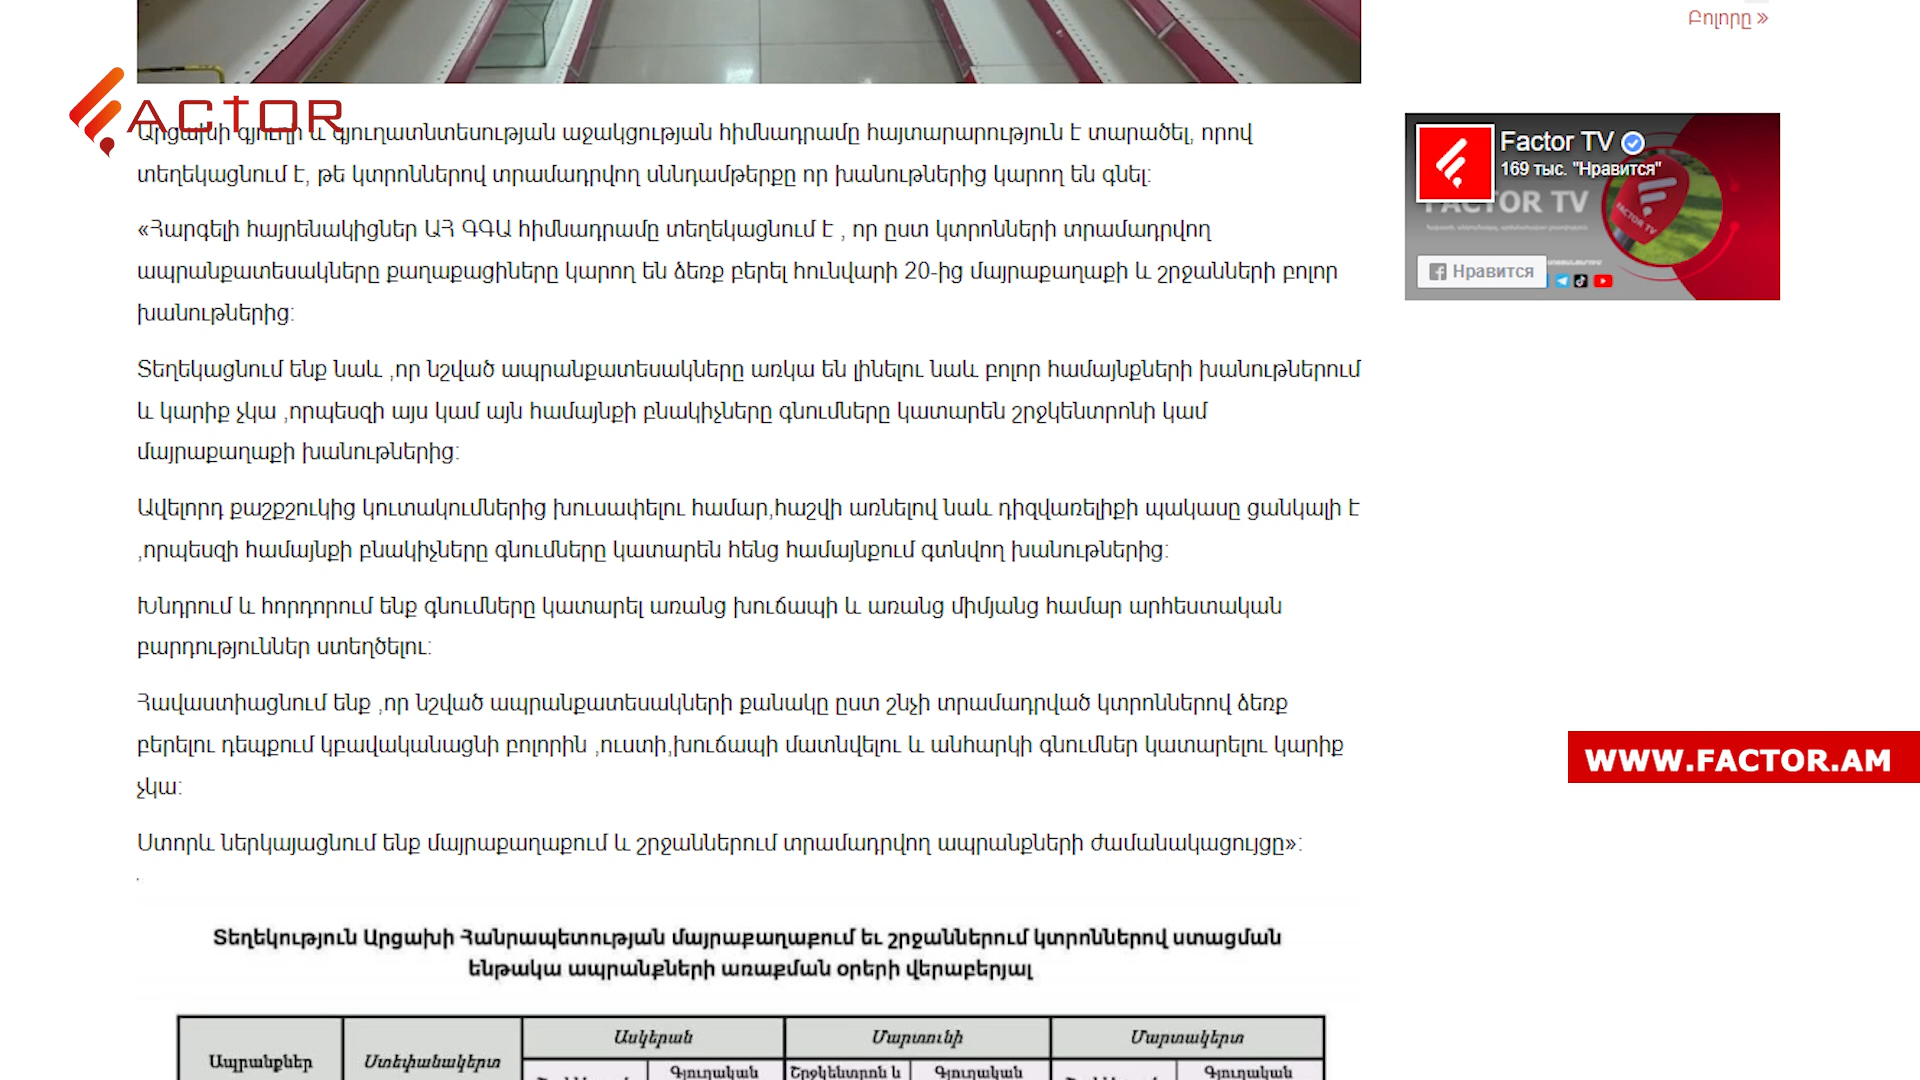 Բոլորը »
ACTOR
Արցախի գյուղի և գյուղատնտեսության աջակցության հիմնադրամը հայտարարություն է տարածել, որով
տեղեկացնում է, թե կտրոններով տրամադրվող սննդամթերքը որ խանութներից կարող են գնել:
«Հարգելի հայրենակիցներ ԱՀ ԳԳԱ հիմնադրամը տեղեկացնում է , որ ըստ կտրոնների տրամադրվող
ապրանքատեսակները քաղաքացիները կարող են ձեռք բերել հունվարի 20-ից մայրաքաղաքի և շրջանների բոլոր
խանութներից:
Տեղեկացնում ենք նաև ,որ նշված ապրանքատեսակները առկա են լինելու նաև բոլոր համայնքների խանութներում
և կարիք չկա ,որպեսզի այս կամ այն համայնքի բնակիչները գնումները կատարեն շրջկենտրոնի կամ
մայրաքաղաքի խանութներից:
Ավելորդ քաշքշուկից կուտակումներից խուսափելու համար,հաշվի առնելով նաև դիզվառելիքի պակասը ցանկալի է
,որպեսզի համայնքի բնակիչները գնումները կատարեն հենց համայնքում գտնվող խանութներից:
Խնդրում և հորդորում ենք գնումները կատարել առանց խուճապի և առանց միմյանց համար արհեստական
բարդություններ ստեղծելու:
Հավաստիացնում ենք ,որ նշված ապրանքատեսակների քանակը ըստ շնչի տրամադրված կտրոններով ձեռք
բերելու դեպքում կբավականացնի բոլորին ,ուստի,խուճապի մատնվելու և անհարկի գնումներ կատարելու կարիք
չկա:
Ստորև ներկայացնում ենք մայրաքաղաքում և շրջաններում տրամադրվող ապրանքների ժամանակացույցը»:
Տեղեկություն Արցախի Հանրապետության մայրաքաղաքում եւ շրջաններում կտրոններով ստացման
ենթակա ապրանքների առաքման օրերի վերաբերյալ
Ասկերան Մարտունի Մարտակերտ
Ապրանքներ Ստեփանակերտ
Գյուղական Շրջկենտրոն և Գյուղական Գյուղական
Factor TV
169 тыс. "Нравится"
FACTOR TV
FACTOR TV
Нравится
WWW.FACTOR.AM